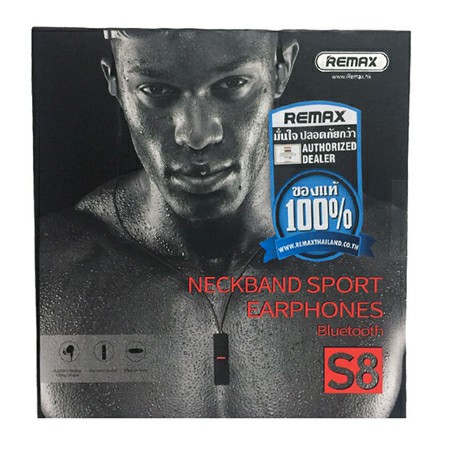 REMAX
www.iRemax.hk
REMAX
มั่นใจ ปลอดภัยกว่า
AUTHORIZED
DEALER
ของแท้
100%
WWW.REMAXTHAILAND.CO.TH
NECKBAND SPORT
EARPHONES
Bluetooth
S8